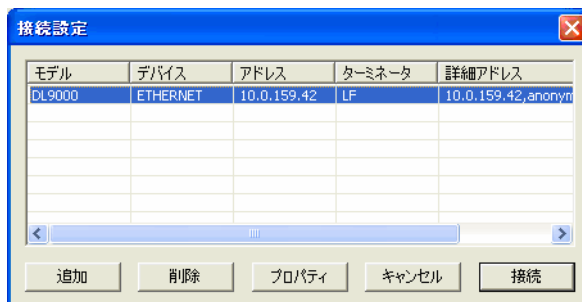 接続設定
モデル デバイス アドレス ターミネータ 詳細アドレス
DL9000 ETHERNET 10.0.159.42 LF 10.0.159.42,anonym
追加 削除 プロパティ キャンセル 接続